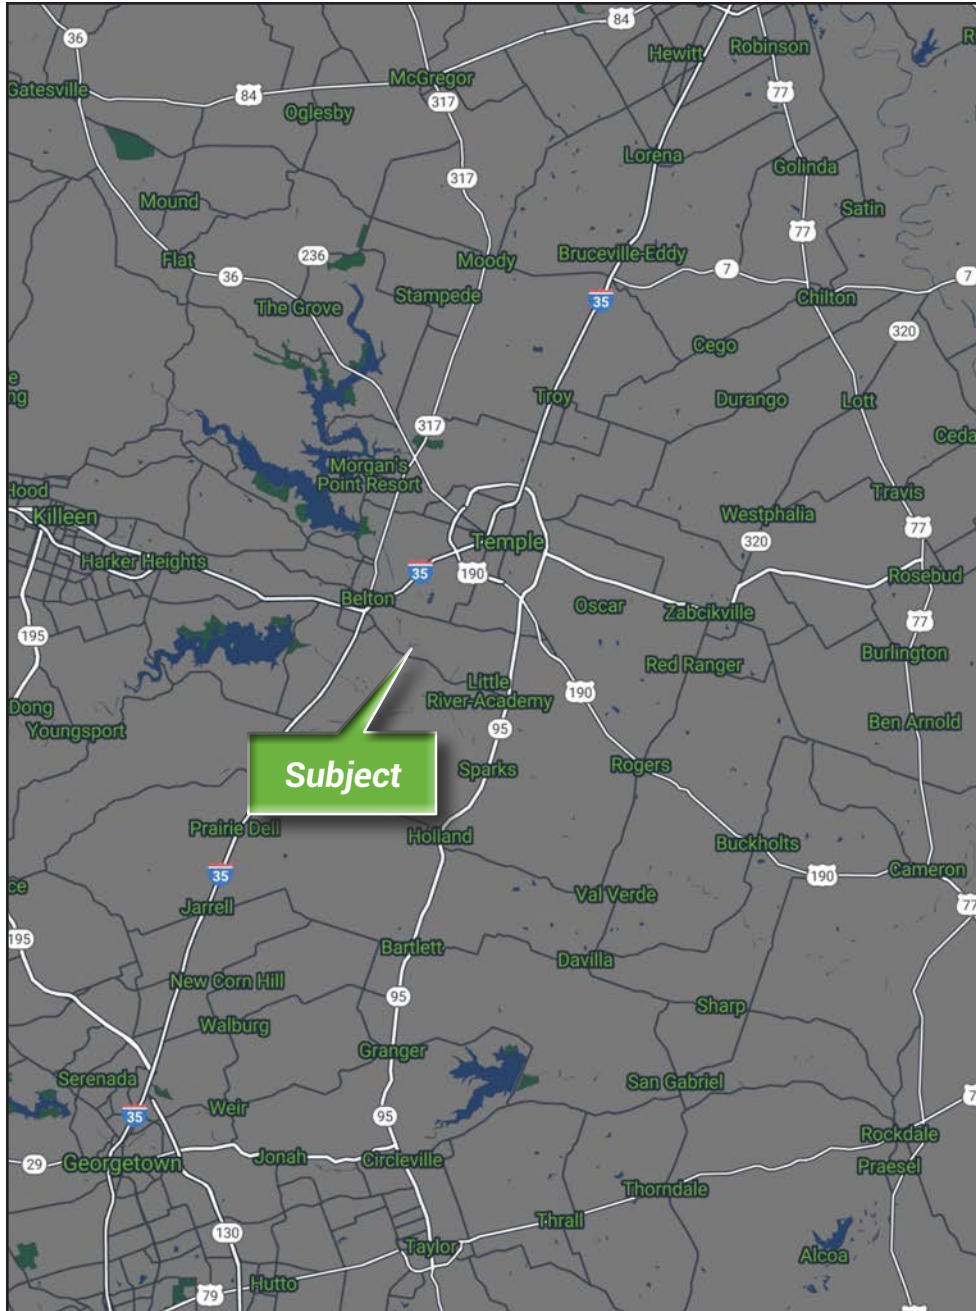 84
36
Hewitt
Robinson
McGregor
Gatesville
84
317
77
Oglesby
Lorena
Golinda
317
Mound
Satin
77
Bruceville-Eddy
236
Flat
Moody
36
7
7
Stampede
35
Chilton
The Grove
320
Cego
Troy
Durango
Lott
317
Morgan's
Point Resort
Travis
Killeen
Westphalia
77
Temple
320
Harker Heights
35
190
Rosebud
Belton
Oscar
Zabcikville
77
195
Burlington
Red Ranger
Little
River-Academy
190
Youngsport
Ben Arnold
95
Subject
Sparks
Rogers
Prairie Dell
Holland
Buckholts
35
190
Cameron
Val Verde
77
Jarrell
195
Bartlett
Davilla
New Corn Hill
95
Sharp
Walburg
Granger
Serenada
San Gabriel
Weir
35
95
Rockdale
29
Georgetown
Jonah
Circleville
Praesel
Thorndale
Thrall
130
Taylor
Alcoa
Hutto
79